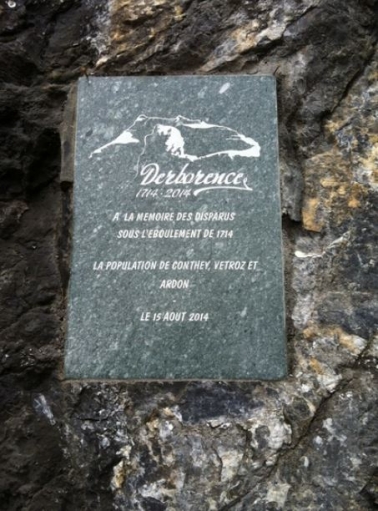 Derborence
1714-2014
A LA MEMOIRE DES DISPARUS
SOUS L'EBOULEMENT DE 1714
LA POPULATION DE CONTHEY, VETROZ ET
ARDON
LE 15 AOUT 2014